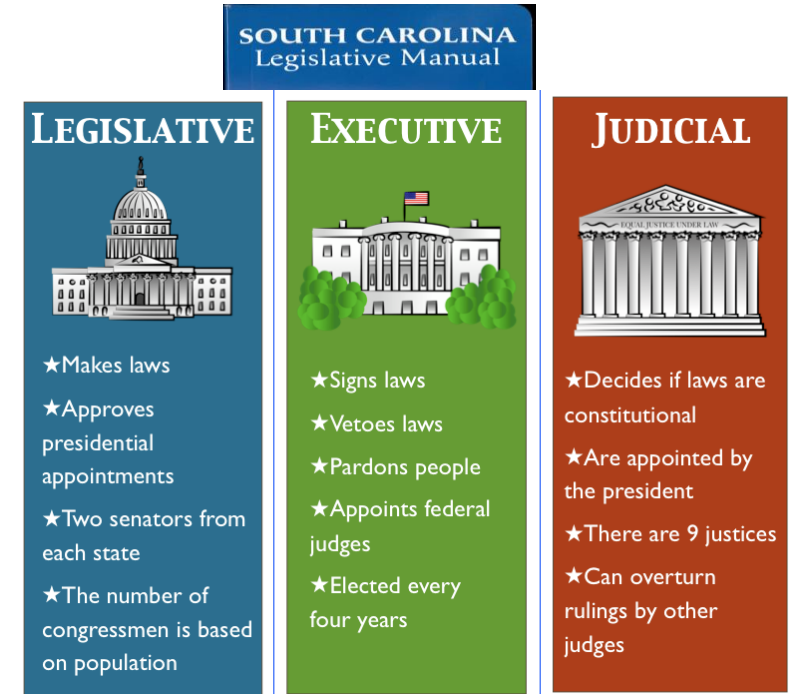 SOUTH CAROLINA
Legislative Manual
LEGISLATIVE
★Makes laws
★Approves
presidential
appointments
★Two senators from
each state
★The number of
congressmen is based
on population
EXECUTIVE
★Signs laws
★Vetoes laws
★Pardons people
★Appoints federal
judges
★Elected every
four years
JUDICIAL
EQUAL JUSTICE UNDER LAW
★Decides if laws are
constitutional
★Are appointed by
the president
★There are 9 justices
★Can overturn
rulings by other
judges